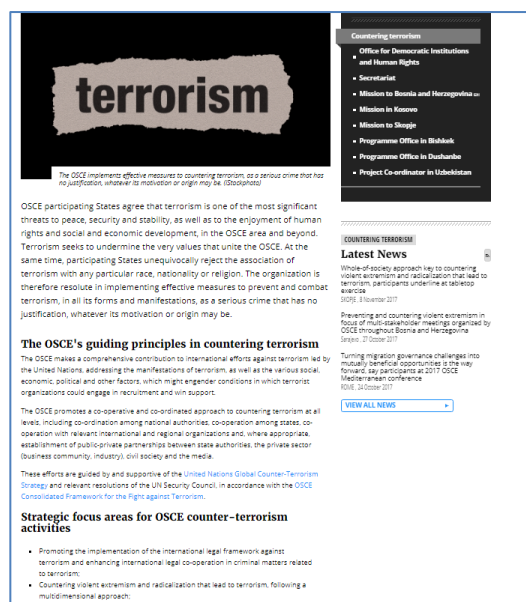 terrorism
The OSCE implements effective measures to countering terrorism, as a serious crime that has
no justification, whatever its motivation or origin may be. (iStockphoto)
OSCE participating States agree that terrorism is one of the most significant
threats to peace, security and stability, as well as to the enjoyment of human
rights and social and economic development, in the OSCE area and beyond.
Terrorism seeks to undermine the very values that unite the OSCE. At the
same time, participating States unequivocally reject the association of
terrorism with any particular race, nationality or religion. The organization is
therefore resolute in implementing effective measures to prevent and combat
terrorism, in all its forms and manifestations, as a serious crime that has no
justification, whatever its motivation or origin may be.
The OSCE's guiding principles in countering terrorism
The OSCE makes a comprehensive contribution to international efforts against terrorism led by
the United Nations, addressing the manifestations of terrorism, as well as the various social,
economic, political and other factors, which might engender conditions in which terrorist
organizations could engage in recruitment and win support.
The OSCE promotes a co-operative and co-ordinated approach to countering terrorism at all
levels, including co-ordination among national authorities, co-operation among states, co-
operation with relevant international and regional organizations and, where appropriate,
establishment of public-private partnerships between state authorities, the private sector
(business community, industry), civil society and the media.
These efforts are guided by and supportive of the United Nations Global Counter-Terrorism
Strategy and relevant resolutions of the UN Security Council, in accordance with the OSCE
Consolidated Framework for the Fight against Terrorism.
Strategic focus areas for OSCE counter-terrorism
activities
• Promoting the implementation of the international legal framework against
terrorism and enhancing international legal co-operation in criminal matters related
to terrorism;
• Countering violent extremism and radicalization that lead to terrorism, following a
multidimensional approach;
Countering terrorism
Office for Democratic Institutions
and Human Rights
Secretariat
Mission to Bosnia and Herzegovina
Mission in Kosovo
Mission to Skopje
Programme Office in Bishkek
Programme Office in Dushanbe
Project Co-ordinator in Uzbekistan
COUNTERING TERRORISM
Latest News
Whole-of-society approach key to countering
violent extremism and radicalization that lead to
terrorism, participants underline at tabletop
exercise
SKOPJE, 8 November 2017
Preventing and countering violent extremism in
focus of multi-stakeholder meetings organized by
OSCE throughout Bosnia and Herzegovina
Sarajevo, 27 October 2017
Turning migration governance challenges into
mutually beneficial opportunities is the way
forward, say participants at 2017 OSCE
Mediterranean conference
ROME, 24 October 2017
VIEW ALL NEWS